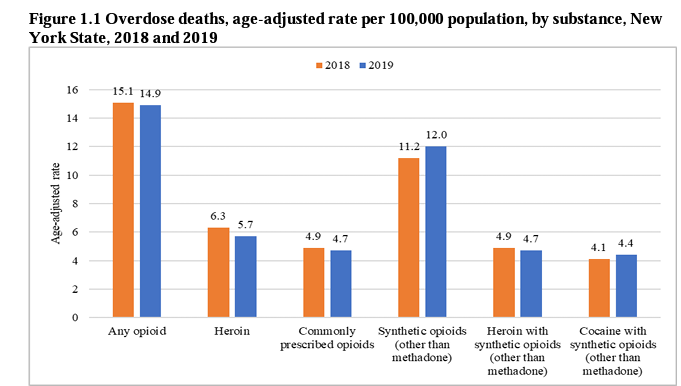 Figure 1.1 Overdose deaths, age-adjusted rate per 100,000 population, by substance, New
York State, 2018 and 2019
2018 2019
16
14
12
10
8
6
4
2
0
Age-adjusted rate
15.1 14.9
6.3 5.7
4.9 4.7
11.2 12.0
4.9 4.7
4.1 4.4
Any opioid
Heroin
Commonly
prescribed opioids
Synthetic opioids
(other than
methadone)
Heroin with
synthetic opioids
(other than
methadone)
Cocaine with
synthetic opioids
(other than
methadone)